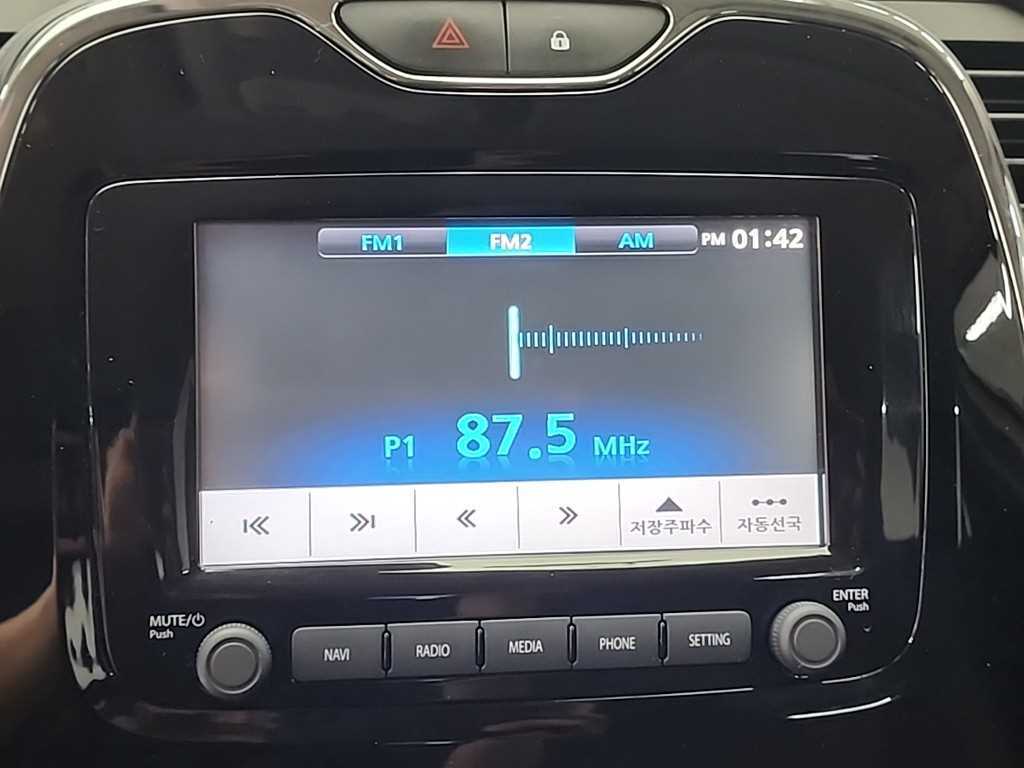 FM1 FM2 AM PM 01:42
P1 87.5 MHz
저장주파수 자동선국
MUTE/
Push
ENTER
Push
NAVI RADIO MEDIA PHONE SETTING